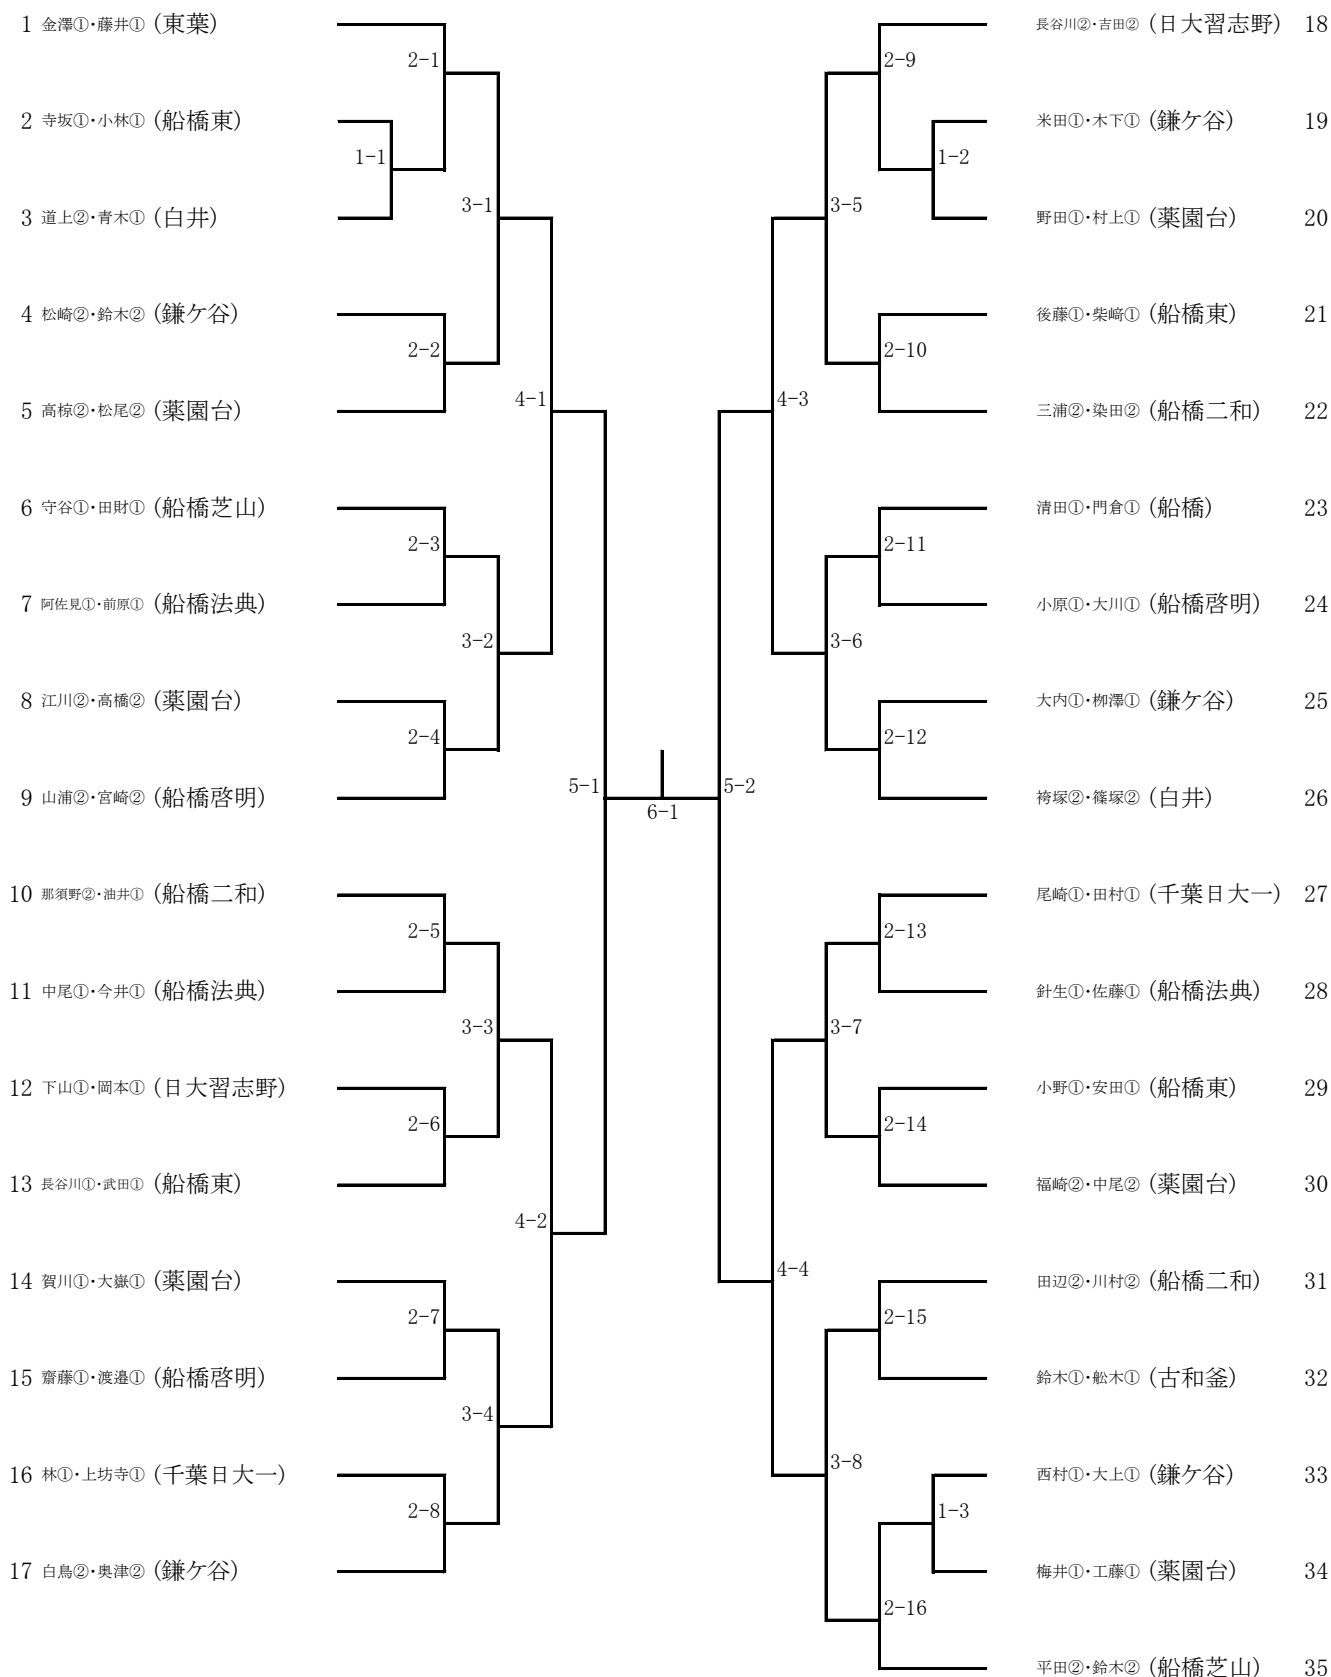 1 金澤①・藤井① (東葉)
2-1
2 寺坂①・小林① (船橋東)
1-1
3 道上②・青木① (白井)
3-1
4 松崎②・鈴木② (鎌ケ谷)
2-2
5 高椋②・松尾② (薬園台)
4-1
6 守谷①・田財① (船橋芝山)
2-3
7 阿佐見①・前原① (船橋法典)
3-2
8 江川②・高橋② (薬園台)
2-4
9 山浦②・宮崎② (船橋啓明)
5-1
10 那須野②・油井① (船橋二和)
2-5
11 中尾①・今井① (船橋法典)
3-3
12 下山①・岡本① (日大習志野)
2-6
13 長谷川①・武田① (船橋東)
4-2
14 賀川①・大嶽① (薬園台)
2-7
15 齋藤①・渡邉① (船橋啓明)
3-4
16 林①・上坊寺① (千葉日大一)
2-8
17 白鳥②・奥津② (鎌ケ谷)
6-1
長谷川②・吉田② (日大習志野) 18
2-9
米田①・木下① (鎌ケ谷) 19
1-2
野田①・村上① (薬園台) 20
3-5
後藤①・柴﨑① (船橋東) 21
2-10
三浦②・染田② (船橋二和) 22
4-3
清田①・門倉① (船橋) 23
2-11
小原①・大川① (船橋啓明) 24
3-6
大内①・栁澤① (鎌ケ谷) 25
2-12
袴塚②・篠塚② (白井) 26
5-2
尾崎①・田村① (千葉日大一) 27
2-13
針生①・佐藤① (船橋法典) 28
3-7
小野①・安田① (船橋東) 29
2-14
福崎②・中尾② (薬園台) 30
4-4
田辺②・川村② (船橋二和) 31
2-15
鈴木①・舩木① (古和釜) 32
3-8
西村①・大上① (鎌ケ谷) 33
1-3
梅井①・工藤① (薬園台) 34
2-16
平田②・鈴木② (船橋芝山) 35